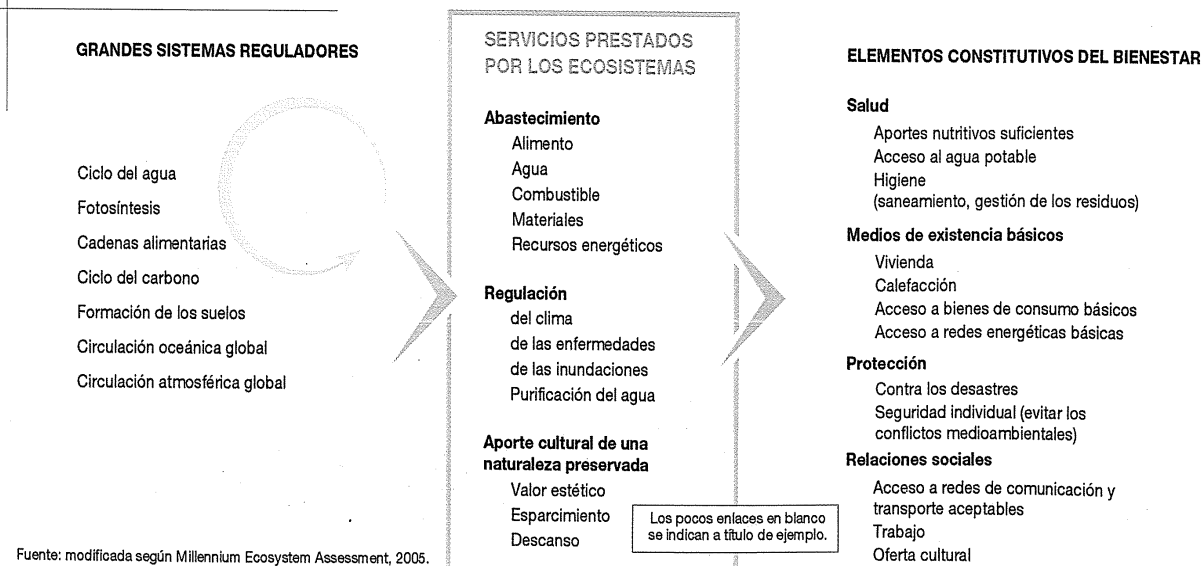 GRANDES SISTEMAS REGULADORES
Ciclo del agua
Fotosíntesis
Cadenas alimentarias
Ciclo del carbono
Formación de los suelos
Circulación oceánica global
Circulación atmosférica global
SERVICIOS PRESTADOS
POR LOS ECOSISTEMAS
Abastecimiento
Alimento
Agua
Combustible
Materiales
Recursos energéticos
Regulación
del clima
de las enfermedades
de las inundaciones
Purificación del agua
Aporte cultural de una
naturaleza preservada
Valor estético
Esparcimiento
Descanso
Los pocos enlaces en blanco
se indican a título de ejemplo.
ELEMENTOS CONSTITUTIVOS DEL BIENESTAR
Salud
Aportes nutritivos suficientes
Acceso al agua potable
Higiene
(saneamiento, gestión de los residuos)
Medios de existencia básicos
Vivienda
Calefacción
Acceso a bienes de consumo básicos
Acceso a redes energéticas básicas
Protección
Contra los desastres
Seguridad individual (evitar los
conflictos medioambientales)
Relaciones sociales
Acceso a redes de comunicación y
transporte aceptables
Trabajo
Oferta cultural
Fuente: modificada según Millennium Ecosystem Assessment, 2005.